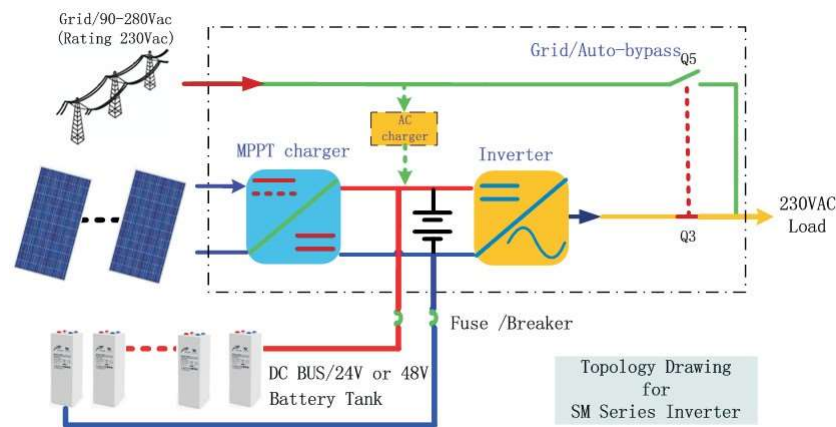 Grid/90-280Vac
(Rating 230Vac)
Grid/Auto-bypass
Q5
AC
charger
MPPT charger
Inverter
230VAC
Load
Q3
Fuse /Breaker
DC BUS/24V or 48V
Battery Tank
Topology Drawing
for
SM Series Inverter